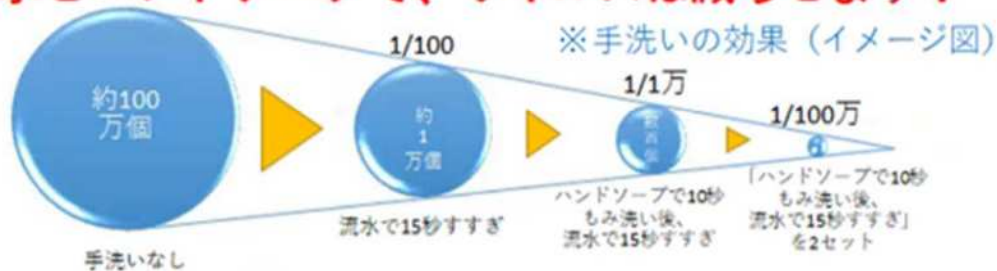 ※手洗いの効果（イメージ図）
約100
万個
手洗いなし
1/100
約
1
万個
流水で15秒すすぎ
1/1万
ハンドソープで10秒
もみ洗い後、
流水で15秒すすぎ
1/100万
「ハンドソープで10秒
もみ洗い後、
流水で15秒すすぎ」
を2セット